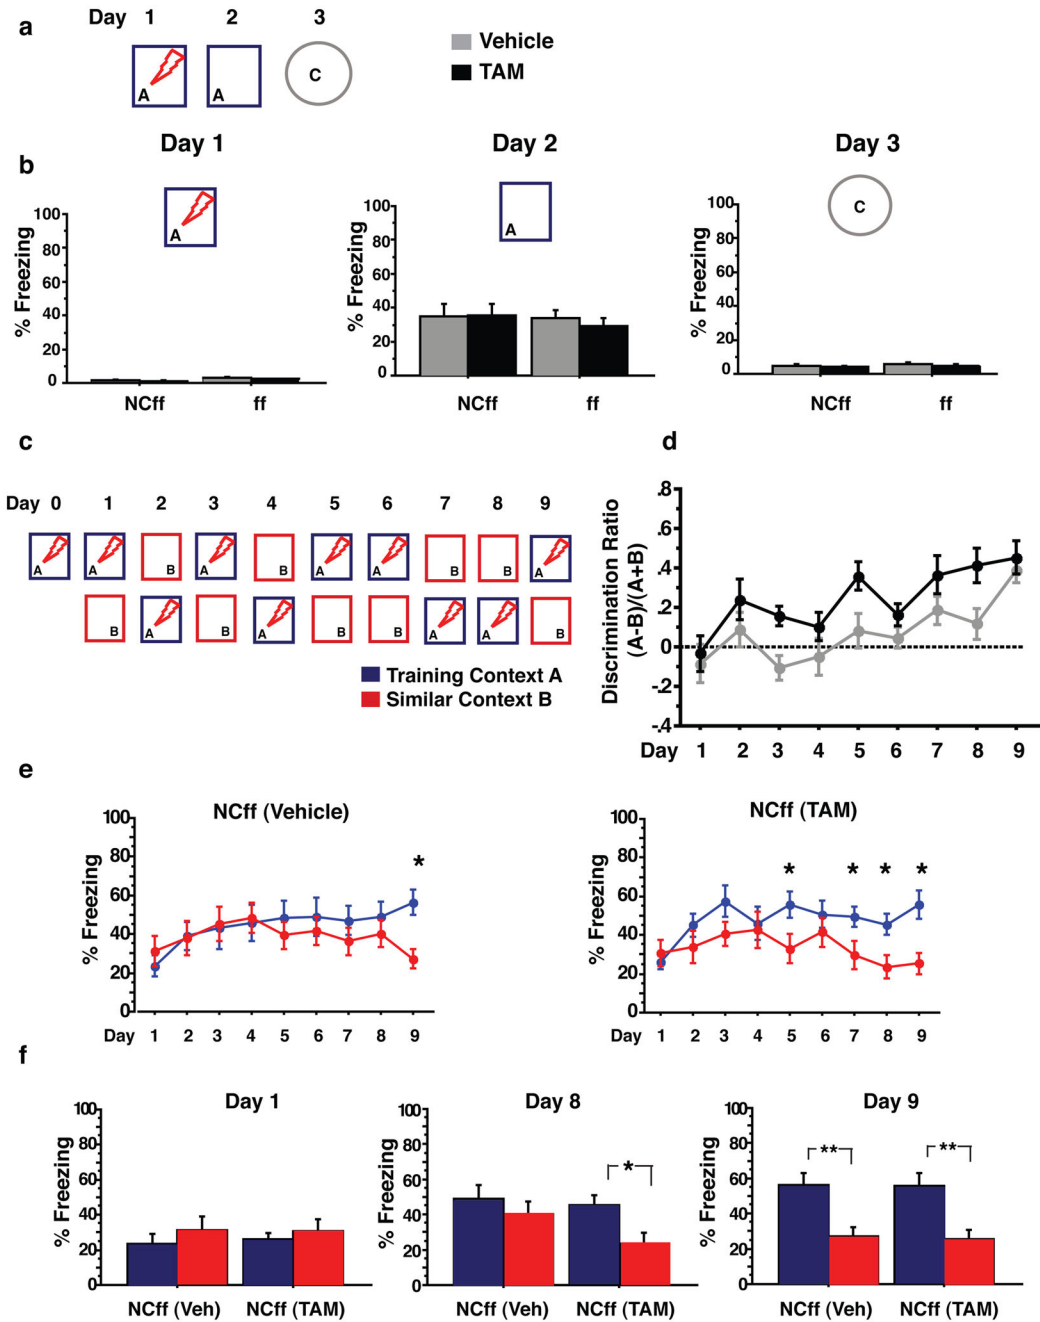 a
Day 1 2 3
A A C
Vehicle
TAM
b
Day 1 Day 2 Day 3
A A C
% Freezing
100
80
60
40
20
0
NCff ff
% Freezing
100
80
60
40
20
0
NCff ff
% Freezing
100
80
60
40
20
0
NCff ff
c
Day 0 1 2 3 4 5 6 7 8 9
A A B A B A A B B A
B A B A B B A A B
Training Context A
Similar Context B
d
Discrimination Ratio
(A-B)/(A+B)
.8
.6
.4
.2
0
-.2
-.4
Day 1 2 3 4 5 6 7 8 9
e
NCff (Vehicle)
% Freezing
100
80
60
40
20
0
*
Day 1 2 3 4 5 6 7 8 9
NCff (TAM)
% Freezing
100
80
60
40
20
0
* * * *
Day 1 2 3 4 5 6 7 8 9
f
Day 1
% Freezing
100
80
60
40
20
0
NCff (Veh) NCff (TAM)
Day 8
% Freezing
100
80
60
40
20
0
*
NCff (Veh) NCff (TAM)
Day 9
% Freezing
100
80
60
40
20
0
** **
NCff (Veh) NCff (TAM)